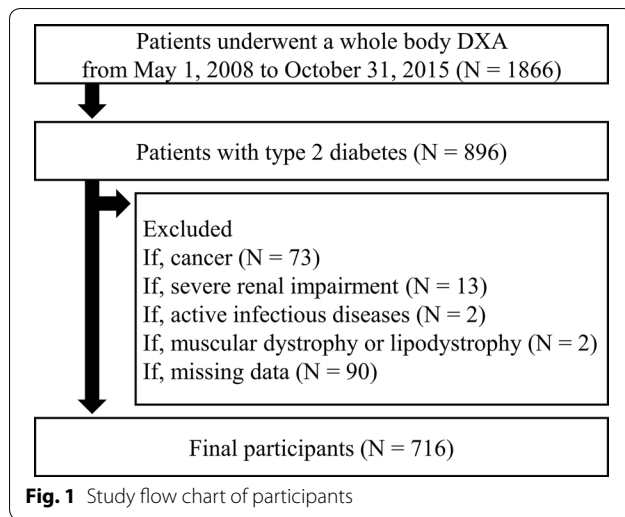 Patients underwent a whole body DXA
from May 1, 2008 to October 31, 2015 (N = 1866)
Patients with type 2 diabetes (N = 896)
Excluded
If, cancer (N = 73)
If, severe renal impairment (N = 13)
If, active infectious diseases (N = 2)
If, muscular dystrophy or lipodystrophy (N = 2)
If, missing data (N = 90)
Final participants (N = 716)
Fig. 1 Study flow chart of participants